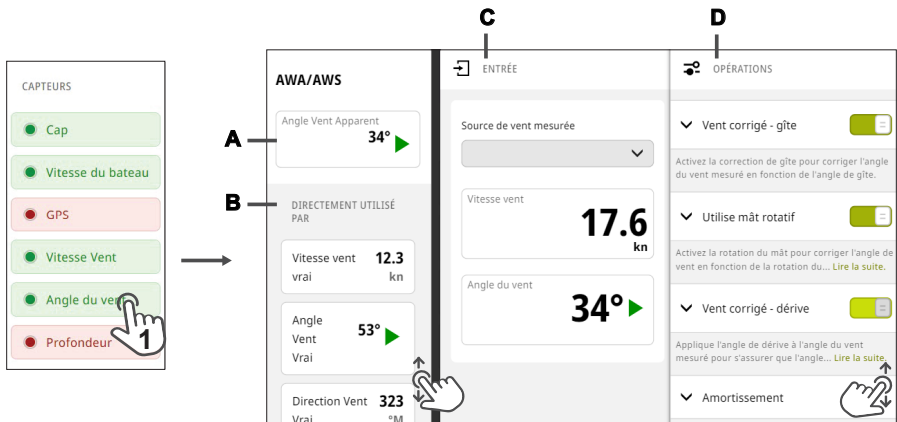 CAPTEURS
Cap
Vitesse du bateau
GPS
Vitesse Vent
Angle du vent
Profondeur
1
A
B
AWA/AWS
Angle Vent Apparent
34°
DIRECTEMENT UTILISÉ
PAR
Vitesse vent 12.3
vrai kn
Angle
Vent 53°
Vrai
Direction Vent 323
Vrai °M
C
ENTRÉE
Source de vent mesurée
Vitesse vent
17.6
kn
Angle du vent
34°
D
OPÉRATIONS
Vent corrigé - gîte
Activez la correction de gîte pour corriger l'angle
du vent mesuré en fonction de l'angle de gîte.
Utilise mât rotatif
Activez la rotation du mât pour corriger l'angle de
vent en fonction de la rotation du... Lire la suite.
Vent corrigé - dérive
Applique l'angle de dérive à l'angle du vent
mesuré pour s'assurer que l'angle... Lire la suite.
Amortissement